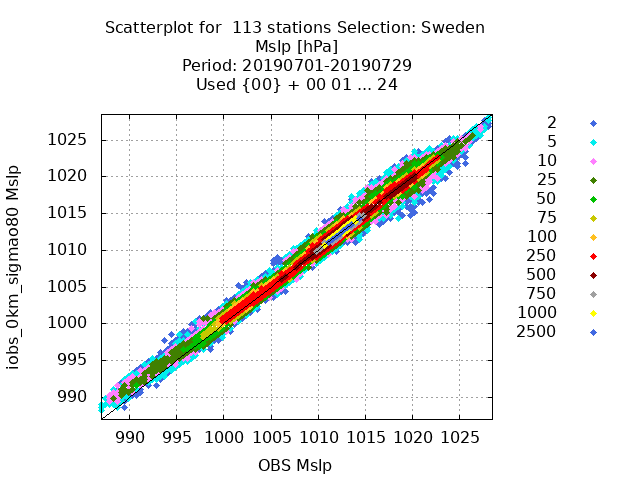 Scatterplot for  113 stations Selection: Sweden
Mslp [hPa]
Period: 20190701-20190729
Used {00} + 00 01 ... 24
iobs_0km_sigmao80 Mslp
1025
1020
1015
1010
1005
1000
995
990
990 995 1000 1005 1010 1015 1020 1025
OBS Mslp
2
5
10
25
50
75
100
250
500
750
1000
2500